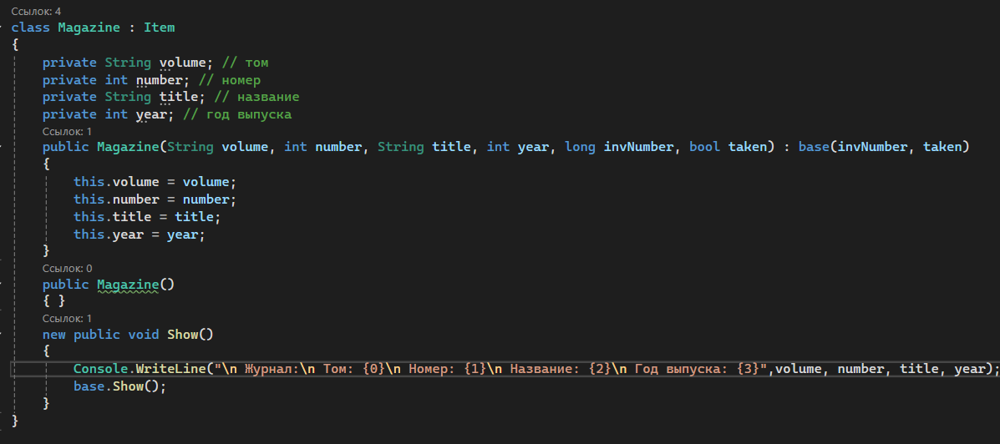 Ссылок: 4
class Magazine : Item
{
private String volume; // том
private int number; // номер
private String title; // название
private int year; // год выпуска
Ссылок: 1
public Magazine(String volume, int number, String title, int year, long invNumber, bool taken) : base(invNumber, taken)
{
this.volume = volume;
this.number = number;
this.title = title;
this.year = year;
}
Ссылок: 0
public Magazine()
{ }
Ссылок: 1
new public void Show()
{
Console.WriteLine("\n Журнал:\n Том: {0}\n Номер: {1}\n Название: {2}\n Год выпуска: {3}",volume, number, title, year);
base.Show();
}
}